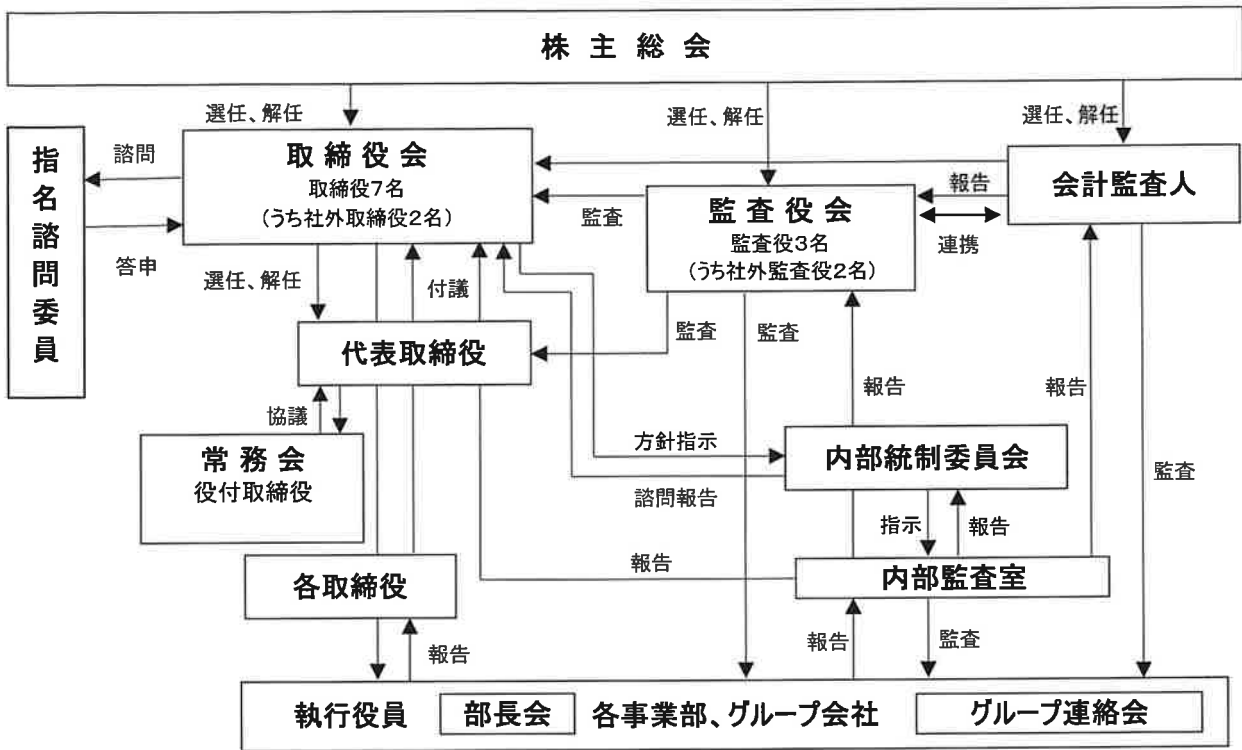 株主総会
選任、解任
選任、解任
選任、解任
指名諮問委員
諮問
答申
取締役会
取締役7名
(うち社外取締役2名)
監査
監査役会
監査役3名
(うち社外監査役2名)
報告
連携
会計監査人
選任、解任
付議
代表取締役
監査
監査
協議
報告
報告
常務会
役付取締役
方針指示
諮問報告
内部統制委員会
監査
指示
報告
各取締役
報告
内部監査室
報告
報告
監査
執行役員
部長会
各事業部、グループ会社
グループ連絡会